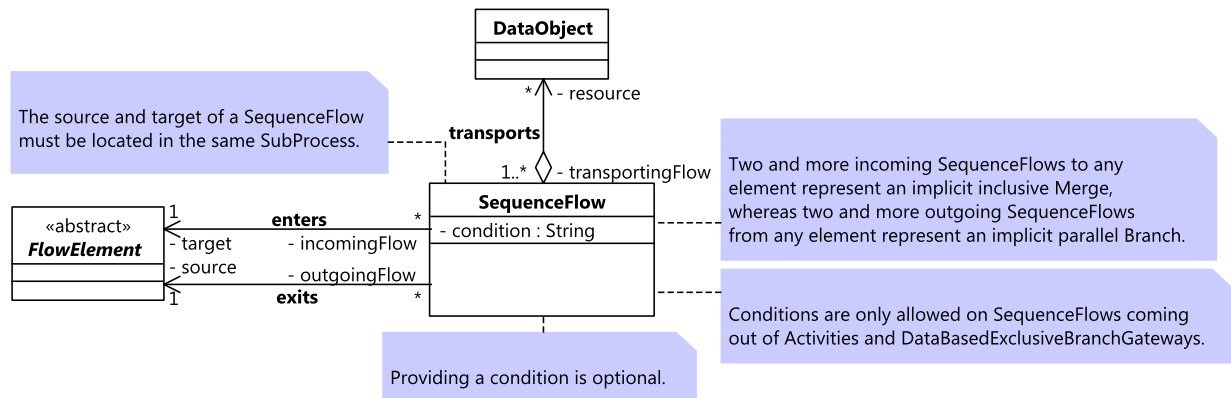 DataObject
* - resource
transports
1..* - transportingFlow
The source and target of a SequenceFlow
must be located in the same SubProcess.
Two and more incoming SequenceFlows to any
element represent an implicit inclusive Merge,
whereas two and more outgoing SequenceFlows
from any element represent an implicit parallel Branch.
SequenceFlow
- condition : String
«abstract»
FlowElement
1
enters
*
- target
- incomingFlow
- source
- outgoingFlow
1
exits
*
Conditions are only allowed on SequenceFlows coming
out of Activities and DataBasedExclusiveBranchGateways.
Providing a condition is optional.